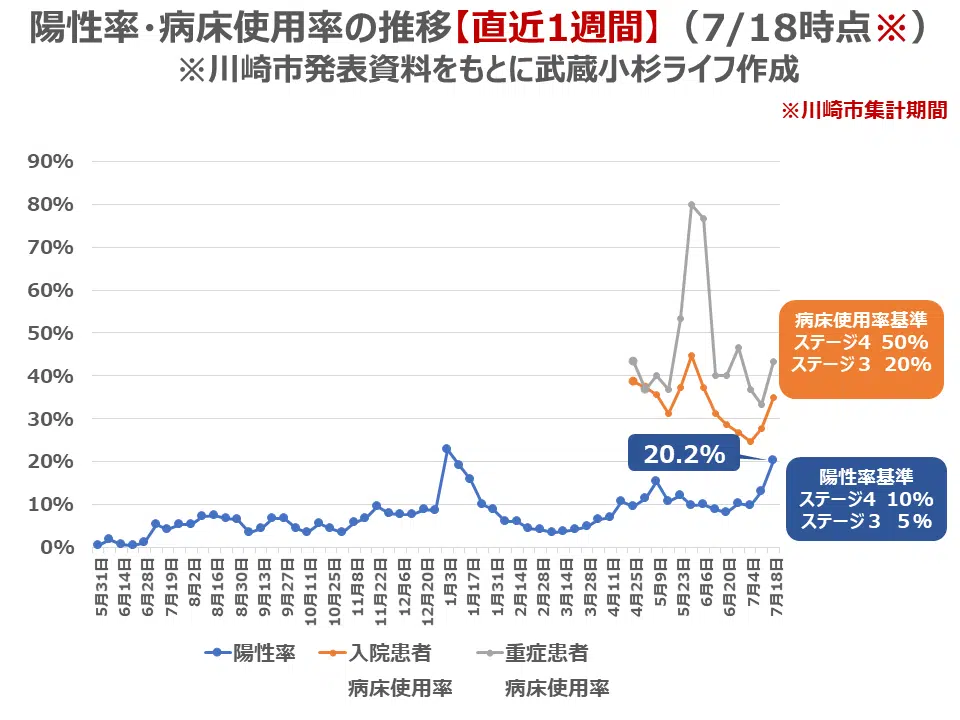 陽性率・病床使用率の推移【直近1週間】（7/18時点※）
※川崎市発表資料をもとに武蔵小杉ライフ作成
※川崎市集計期間
90%
80%
70%
60%
50%
40%
30%
20%
10%
0%
病床使用率基準
ステージ4 50%
ステージ３ 20%
20.2%
陽性率基準
ステージ4 10%
ステージ３ 5%
5月31日
6月14日
6月28日
7月19日
8月2日
8月16日
8月30日
9月13日
9月27日
10月11日
10月25日
11月8日
11月22日
12月6日
12月20日
1月3日
1月17日
1月31日
2月14日
2月28日
3月14日
3月28日
4月11日
4月25日
5月9日
5月23日
6月6日
6月20日
7月4日
7月18日
陽性率 入院患者 重症患者
病床使用率 病床使用率